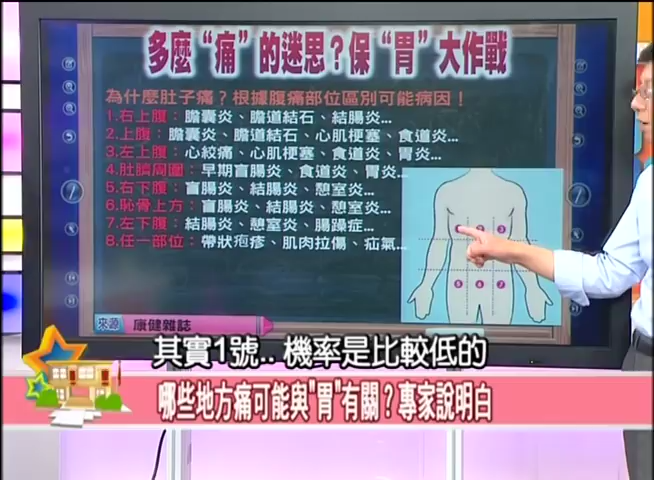 多麼“痛”的迷思？保“胃”大作戰
為什麼肚子痛？根據腹痛部位區別可能病因！
1.右上腹：膽囊炎、膽道結石、結腸炎...
2.上腹：膽囊炎、膽道結石、心肌梗塞、食道炎...
3.左上腹：心絞痛、心肌梗塞、食道炎、胃炎...
4.肚臍周圍：早期盲腸炎、食道炎、胃炎...
5.右下腹：盲腸炎、結腸炎、憩室炎...
6.恥骨上方：盲腸炎、結腸炎、憩室炎...
7.左下腹：結腸炎、憩室炎、腸躁症...
8.任一部位：帶狀疱疹、肌肉拉傷、疝氣...
2 3
5 6 7
來源 康健雜誌
其實1號.. 機率是比較低的
哪些地方痛可能與"胃"有關？專家說明白